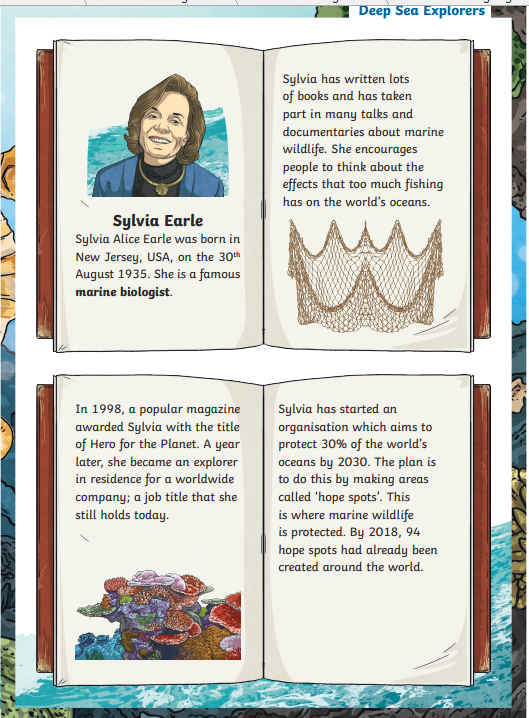 Deep Sea Explorers
Sylvia Earle
Sylvia Alice Earle was born in
New Jersey, USA, on the 30th
August 1935. She is a famous
marine biologist.
Sylvia has written lots
of books and has taken
part in many talks and
documentaries about marine
wildlife. She encourages
people to think about the
effects that too much fishing
has on the world's oceans.
In 1998, a popular magazine
awarded Sylvia with the title
of Hero for the Planet. A year
later, she became an explorer
in residence for a worldwide
company; a job title that she
still holds today.
Sylvia has started an
organisation which aims to
protect 30% of the world's
oceans by 2030. The plan is
to do this by making areas
called ‘hope spots’. This
is where marine wildlife
is protected. By 2018, 94
hope spots had already been
created around the world.